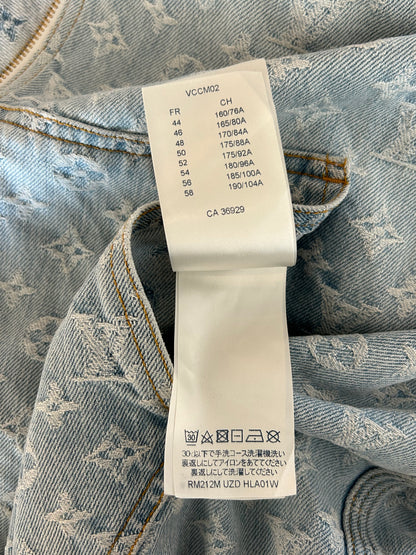 VCCM02
FR CH
44 160/76A
46 165/80A
48 170/84A
50 175/88A
52 175/92A
54 180/96A
56 185/100A
58 190/104A
CA 36929
30
30℃以下で手洗コース洗濯機洗い
裏返しにしてアイロンをあててください
裏返しにして洗濯してください
RM212M UZD HLA01W